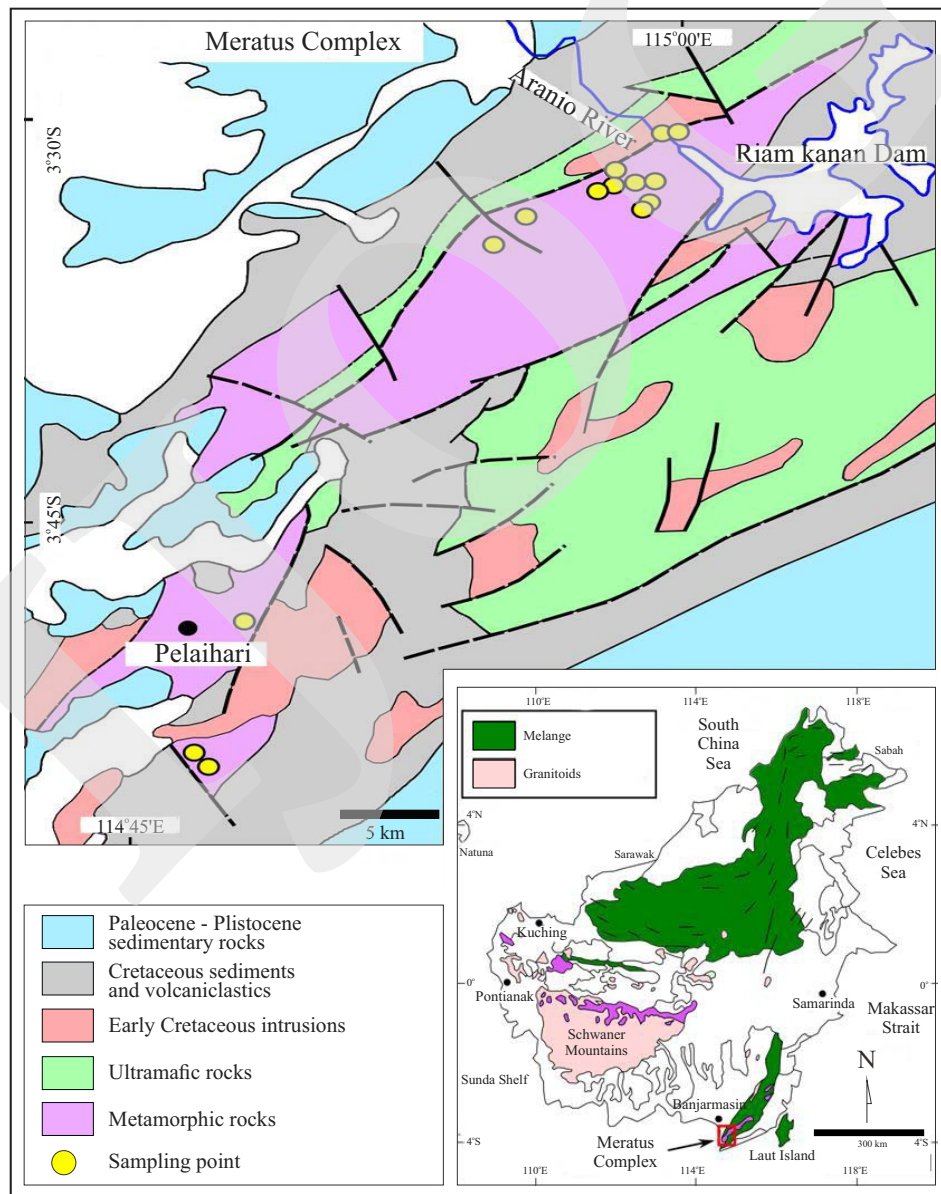 Meratus Complex
115°00'E
Aranio River
3°30'S
Riam kanan Dam
3°45'S
Pelaihari
114°45'E
5 km
Paleocene - Plistocene
sedimentary rocks
Cretaceous sediments
and volcaniclastics
Early Cretaceous intrusions
Ultramafic rocks
Metamorphic rocks
Sampling point
110°E
114°E
118°E
Melange
Granitoids
South
China
Sea
Sabah
4°N
4°N
Natuna
Sarawak
Celebes
Sea
Kuching
0°
0°
Pontianak
Samarinda
Makassar
Strait
Schwaner
Mountains
Sunda Shelf
N
Banjarmasin
300 km
4°S
4°S
Meratus
Complex
Laut Island
110°E
114°E
118°E